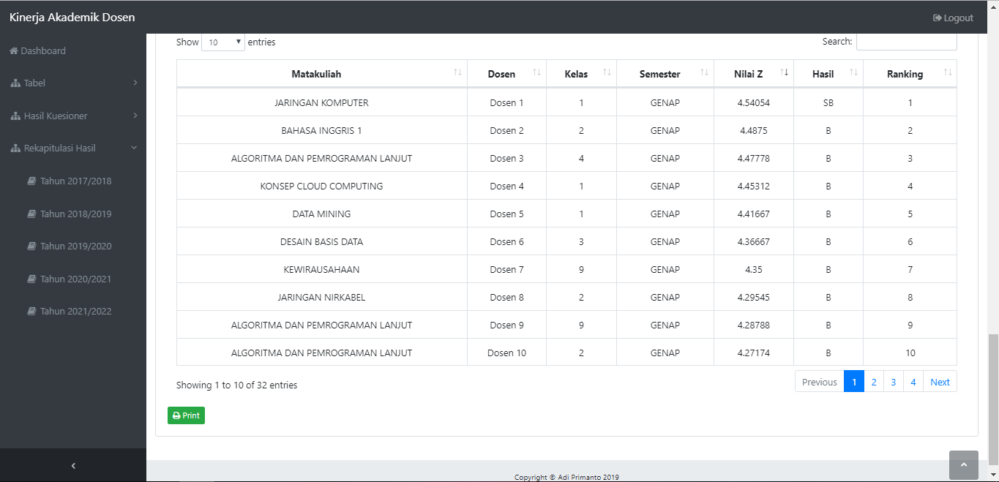 Kinerja Akademik Dosen
Logout
Dashboard
Tabel
Hasil Kuesioner
Rekapitulasi Hasil
Tahun 2017/2018
Tahun 2018/2019
Tahun 2019/2020
Tahun 2020/2021
Tahun 2021/2022
Show 10 entries
Search:
Matakuliah Dosen Kelas Semester Nilai Z Hasil Ranking
JARINGAN KOMPUTER Dosen 1 1 GENAP 4.54054 SB 1
BAHASA INGGRIS 1 Dosen 2 2 GENAP 4.4875 B 2
ALGORITMA DAN PEMROGRAMAN LANJUT Dosen 3 4 GENAP 4.47778 B 3
KONSEP CLOUD COMPUTING Dosen 4 1 GENAP 4.45312 B 4
DATA MINING Dosen 5 1 GENAP 4.41667 B 5
DESAIN BASIS DATA Dosen 6 3 GENAP 4.36667 B 6
KEWIRAUSAHAAN Dosen 7 9 GENAP 4.35 B 7
JARINGAN NIRKABEL Dosen 8 2 GENAP 4.29545 B 8
ALGORITMA DAN PEMROGRAMAN LANJUT Dosen 9 9 GENAP 4.28788 B 9
ALGORITMA DAN PEMROGRAMAN LANJUT Dosen 10 2 GENAP 4.27174 B 10
Showing 1 to 10 of 32 entries
Previous 1 2 3 4 Next
Print
Copyright © Adi Primanto 2019